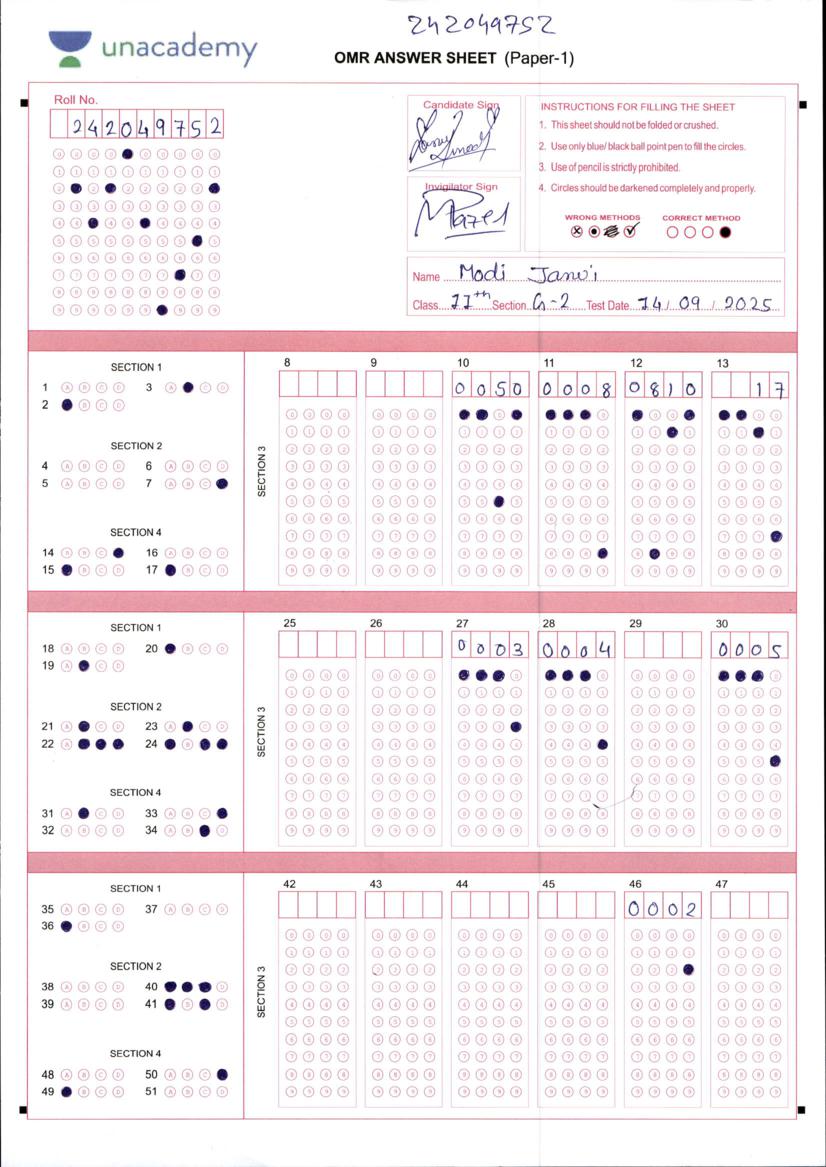 242049752
unacademy
OMR ANSWER SHEET (Paper-1)
Roll No.
242049752
Candidate Sign
Invigilator Sign
Patel
INSTRUCTIONS FOR FILLING THE SHEET
1. This sheet should not be folded or crushed.
2. Use only blue/ black ball point pen to fill the circles.
3. Use of pencil is strictly prohibited.
4. Circles should be darkened completely and properly.
WRONG METHODS CORRECT METHOD
Name Modi Janvi
Class 11th Section G-2 Test Date 14/ 09 / 2025
SECTION 1
1 A B C D 3 A C D
2 B C D
SECTION 2
4 A B C D 6 A B C D
5 A B C D 7 A B C
SECTION 4
14 A B C 16 A B C D
15 B C D 17 B C D
SECTION 3
8 9 10 11 12 13
0050 0008 0810 17
SECTION 1
18 A B C D 20 B C D
19 A C D
SECTION 2
21 A C D 23 A C D
22 A 24 B
SECTION 4
31 A C D 33 A B C
32 A B C D 34 A B D
SECTION 3
25 26 27 28 29 30
0003 0004 0005
SECTION 1
35 A B C D 37 A B C D
36 B C D
SECTION 2
38 A B C D 40 D
39 A B C D 41 B D
SECTION 4
48 A B C D 50 A B C
49 B C D 51 A B C D
SECTION 3
42 43 44 45 46 47
0002